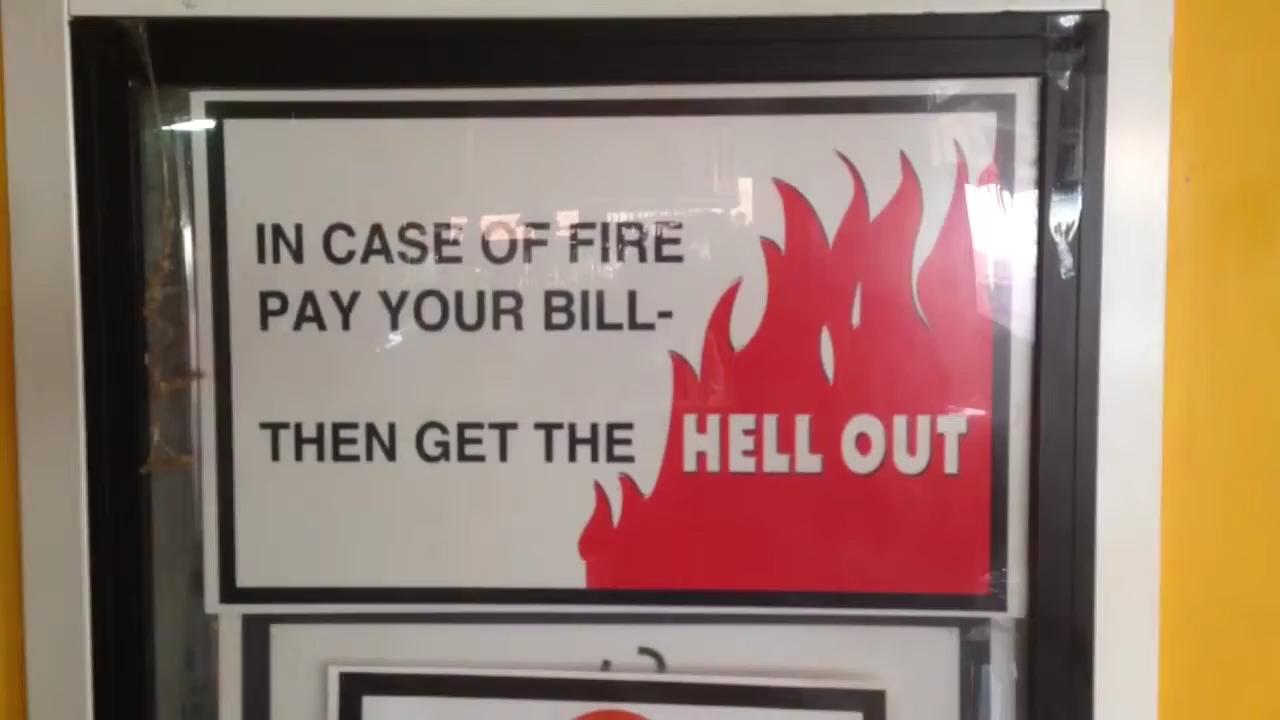 IN CASE OF FIRE
PAY YOUR BILL-
THEN GET THE HELL OUT